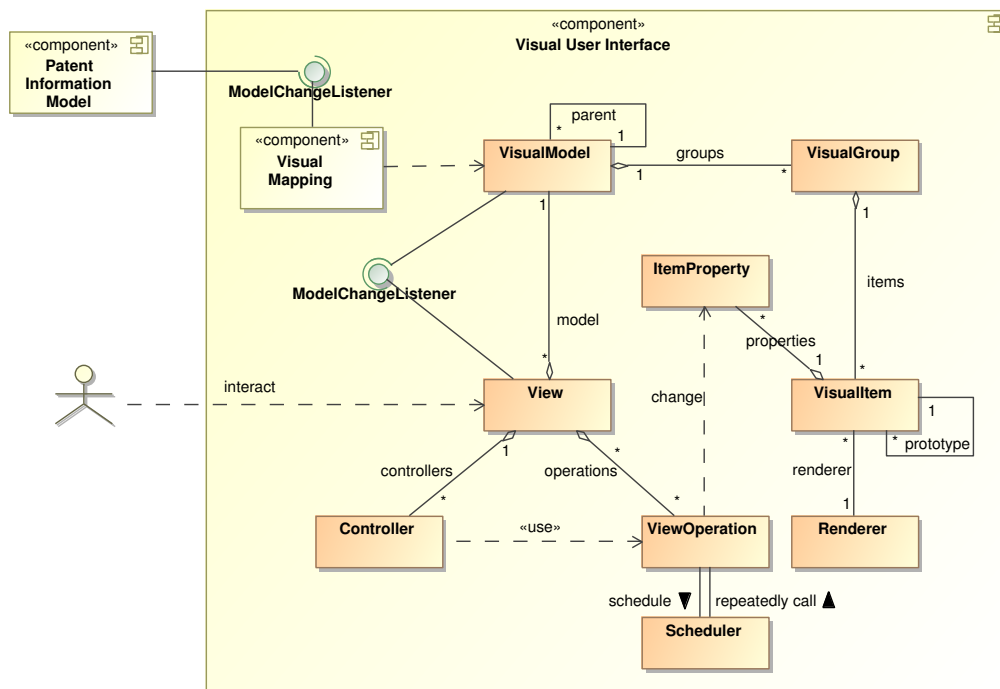 «component»
Visual User Interface
«component»
Patent
Information
Model
ModelChangeListener
«component»
Visual
Mapping
parent
*
1
VisualModel
groups
1
*
VisualGroup
1
1
ModelChangeListener
ItemProperty
items
*
properties
model
1
*
*
interact
View
change
VisualItem
1
*
prototype
controllers
1
operations
*
*
renderer
*
*
1
Controller
«use»
ViewOperation
Renderer
schedule ▼
repeatedly call ▲
Scheduler